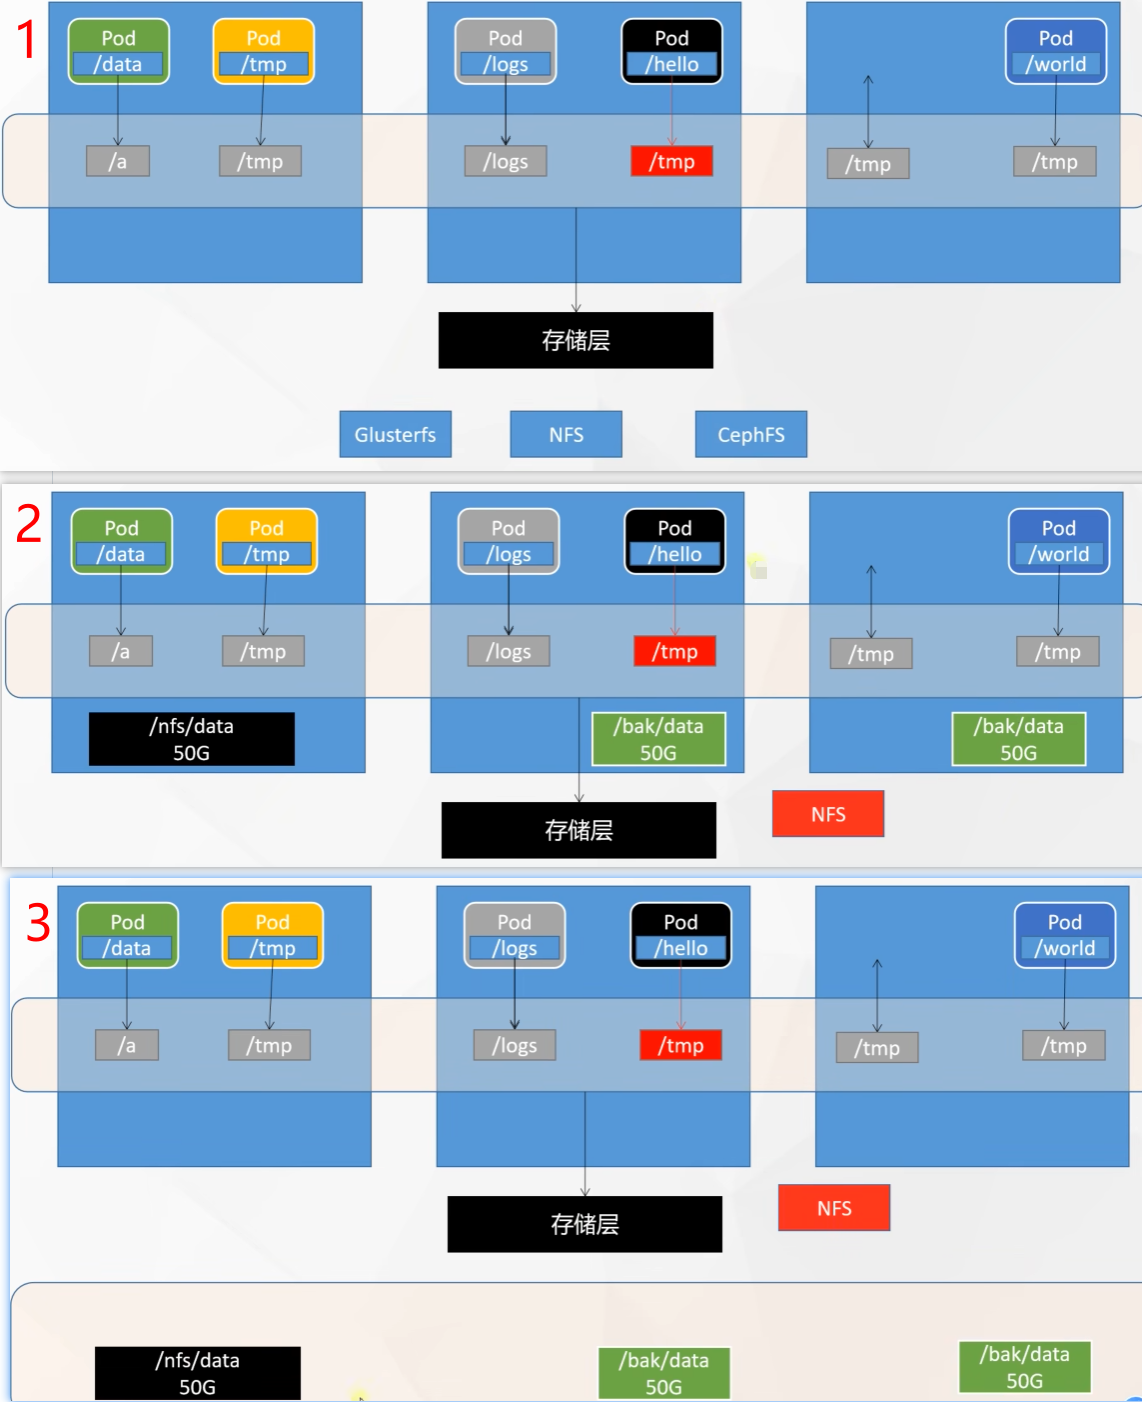 1
Pod
/data
Pod
/tmp
Pod
/logs
Pod
/hello
Pod
/world
/a
/tmp
/logs
/tmp
/tmp
/tmp
存储层
Glusterfs
NFS
CephFS
2
Pod
/data
Pod
/tmp
Pod
/logs
Pod
/hello
Pod
/world
/a
/tmp
/logs
/tmp
/tmp
/tmp
/nfs/data
50G
/bak/data
50G
/bak/data
50G
存储层
NFS
3
Pod
/data
Pod
/tmp
Pod
/logs
Pod
/hello
Pod
/world
/a
/tmp
/logs
/tmp
/tmp
/tmp
存储层
NFS
/nfs/data
50G
/bak/data
50G
/bak/data
50G